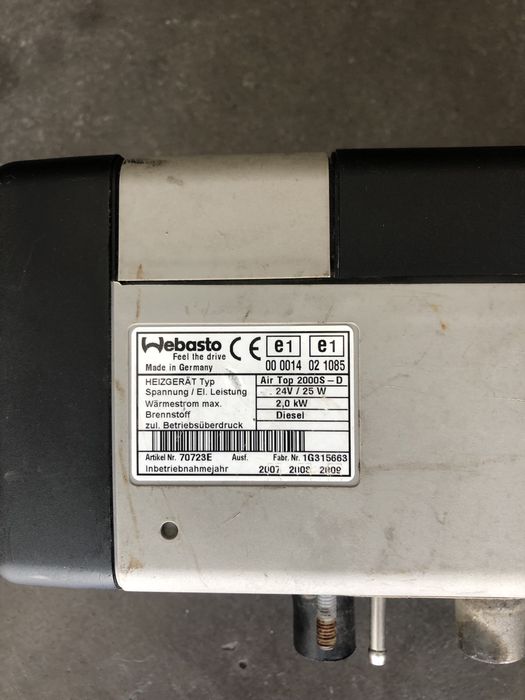 Webasto
Feel the drive
Made in Germany
CE e1 e1
00 0014 02 1085
HEIZGERÄT Typ Air Top 2000S - D
Spannung / El. Leistung 24V / 25 W
Wärmestrom max. 2,0 kW
Brennstoff Diesel
zul. Betriebsüberdruck
Artikel Nr. 70723E Ausf. Fabr. Nr. 1G315663
Inbetriebnahmejahr 2007 2008 2009